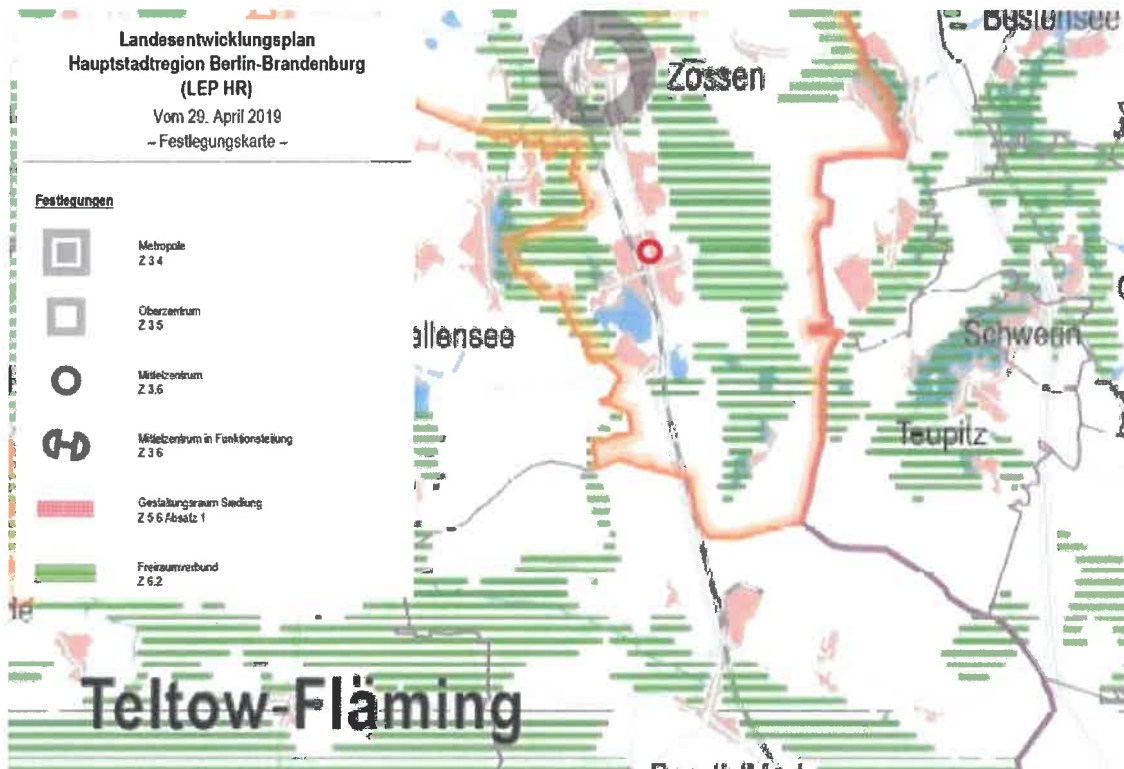 Landesentwicklungsplan
Hauptstadtregion Berlin-Brandenburg
(LEP HR)
Vom 29. April 2019
– Festlegungskarte –
Festlegungen
Metropole
Z 3.4
Oberzentrum
Z 3.5
Mittelzentrum
Z 3.6
Mittelzentrum in Funktionsteilung
Z 3.6
Gestaltungsraum Siedlung
Z 5.6 Absatz 1
Freiraumverbund
Z 6.2
Zossen
ellensee
Schwerin
Teupitz
Teltow-Fläming